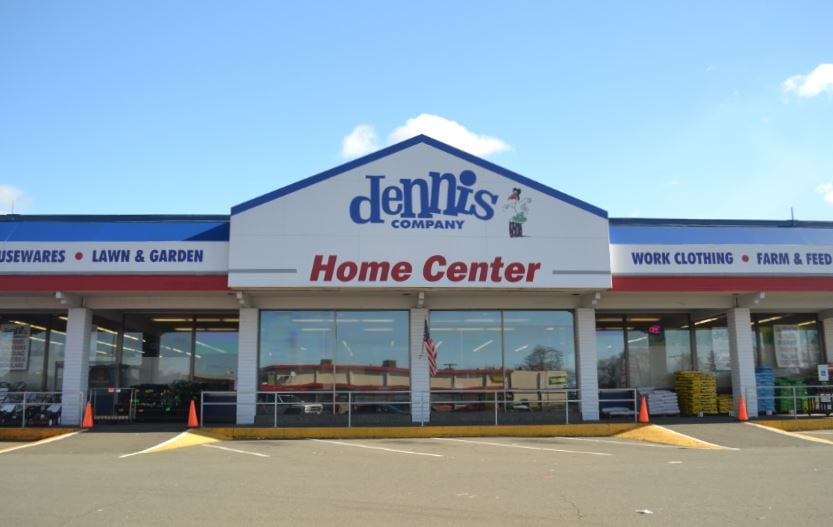 dennis
COMPANY
Home Center
USEWARES • LAWN & GARDEN
WORK CLOTHING • FARM & FEED